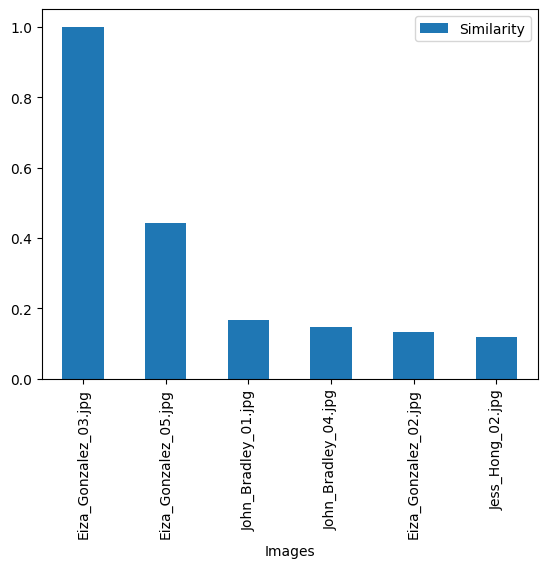 Similarity
1.0
0.8
0.6
0.4
0.2
0.0
Eiza_Gonzalez_03.jpg
Eiza_Gonzalez_05.jpg
John_Bradley_01.jpg
John_Bradley_04.jpg
Eiza_Gonzalez_02.jpg
Jess_Hong_02.jpg
Images